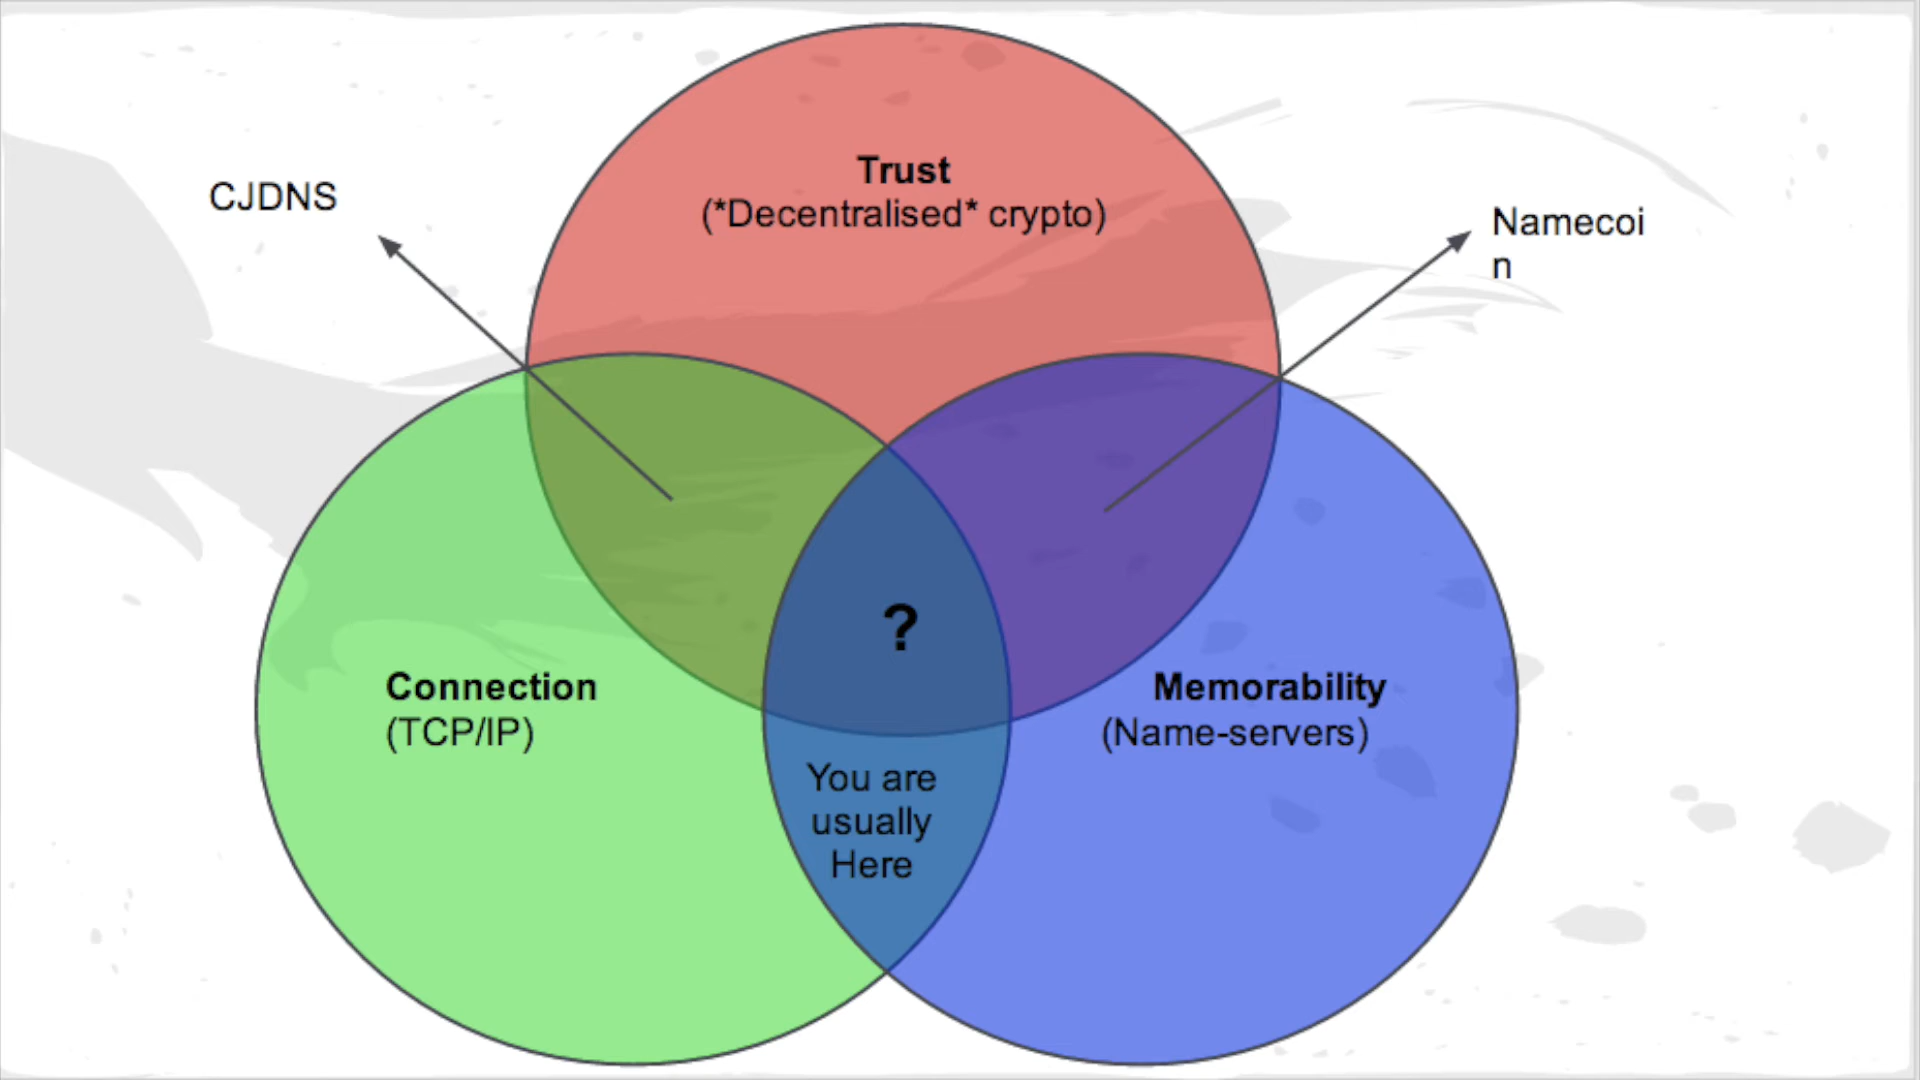 Trust
(*Decentralised* crypto)
CJDNS
Namecoi
n
?
Connection
(TCP/IP)
Memorability
(Name-servers)
You are
usually
Here